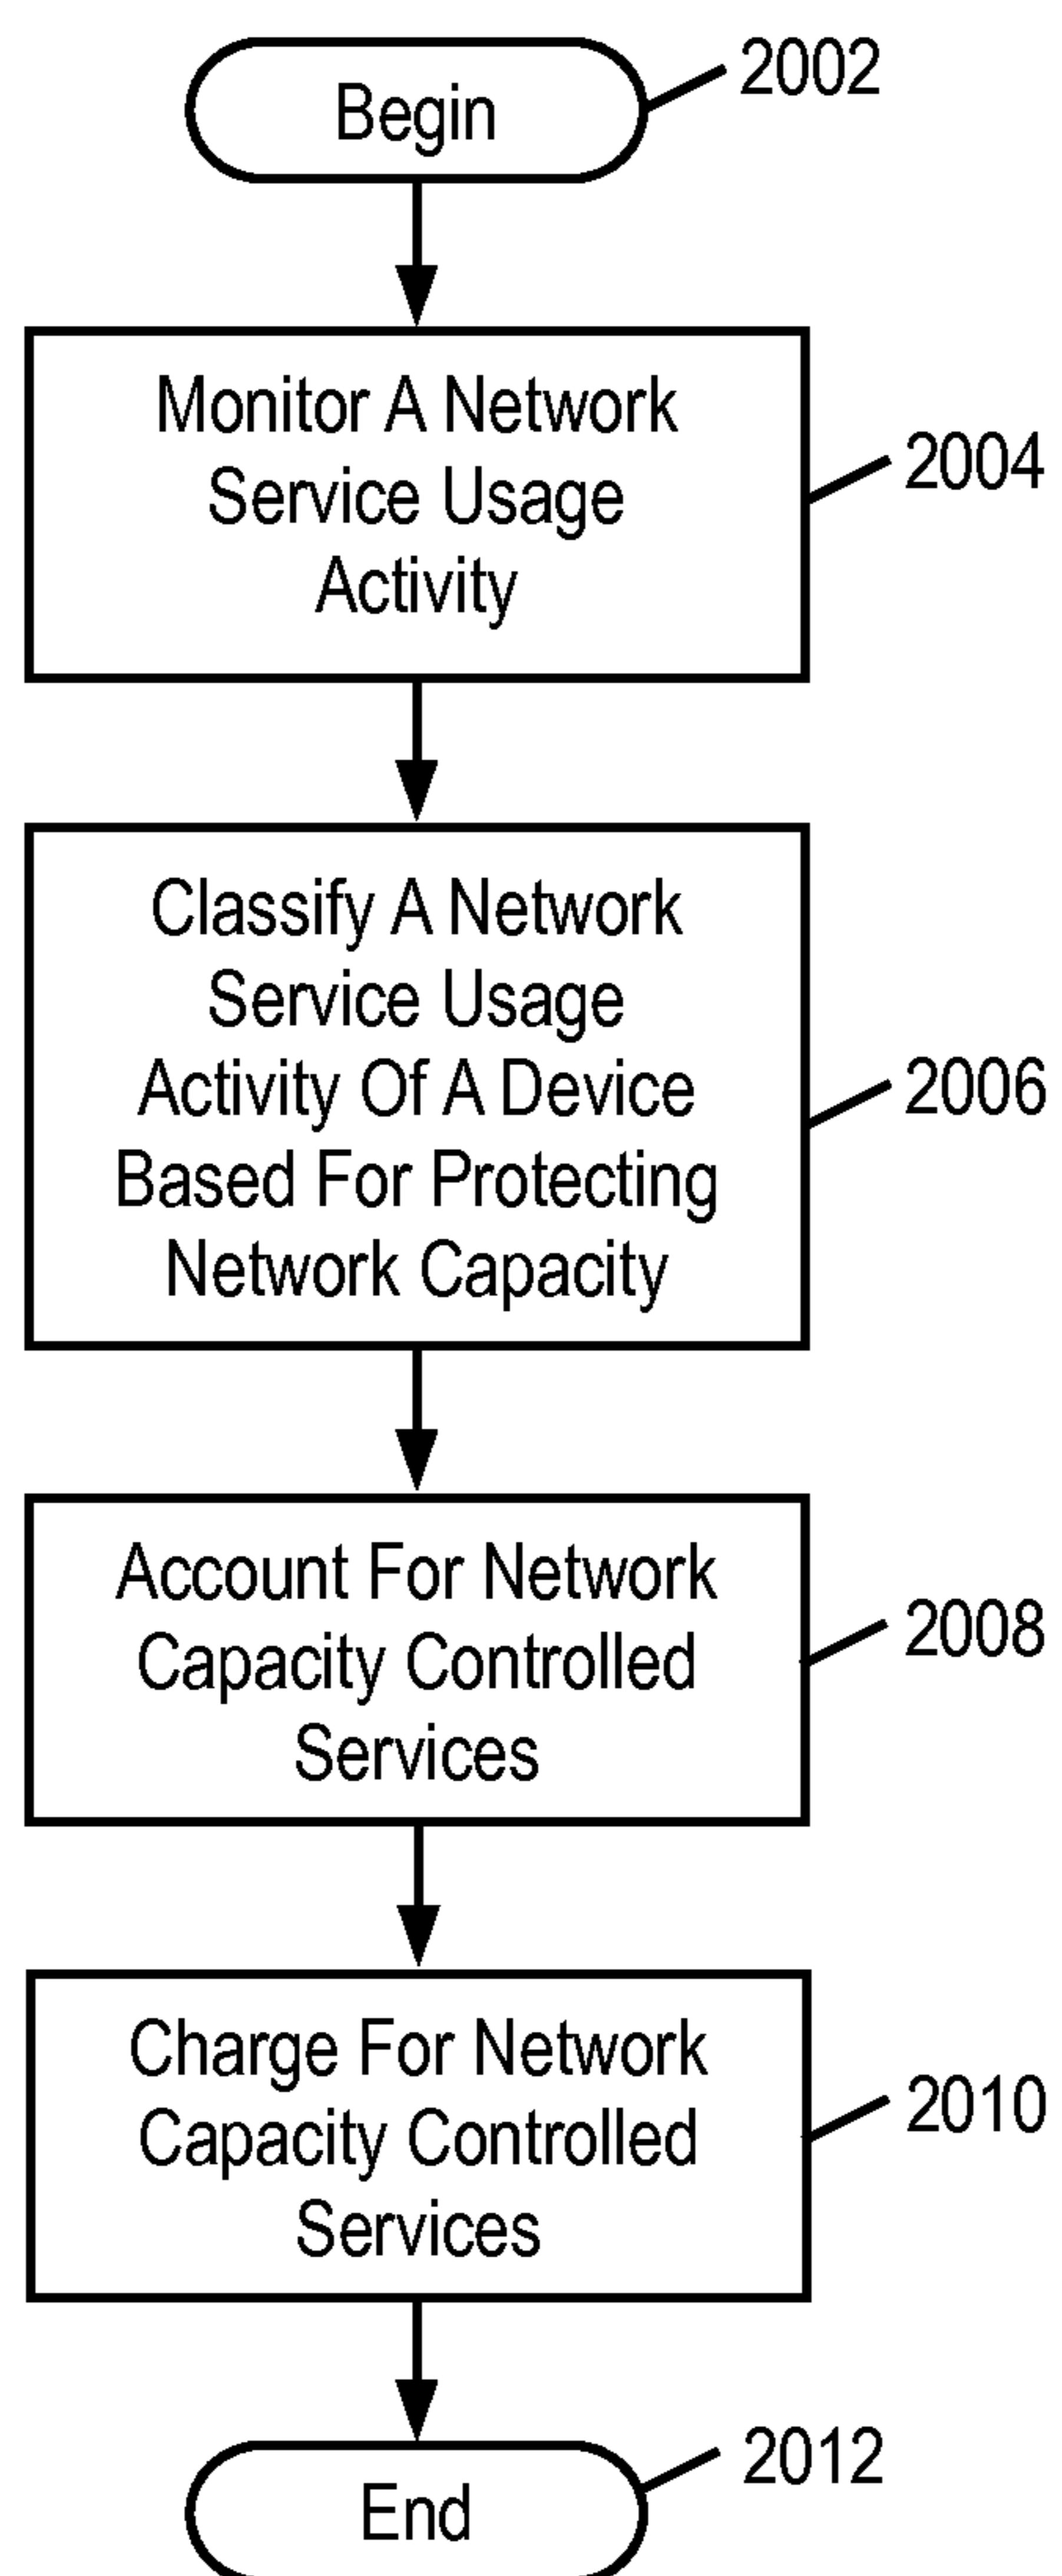 Begin
2002
Monitor A Network
Service Usage
Activity
2004
Classify A Network
Service Usage
Activity Of A Device
Based For Protecting
Network Capacity
2006
Account For Network
Capacity Controlled
Services
2008
Charge For Network
Capacity Controlled
Services
2010
End
2012